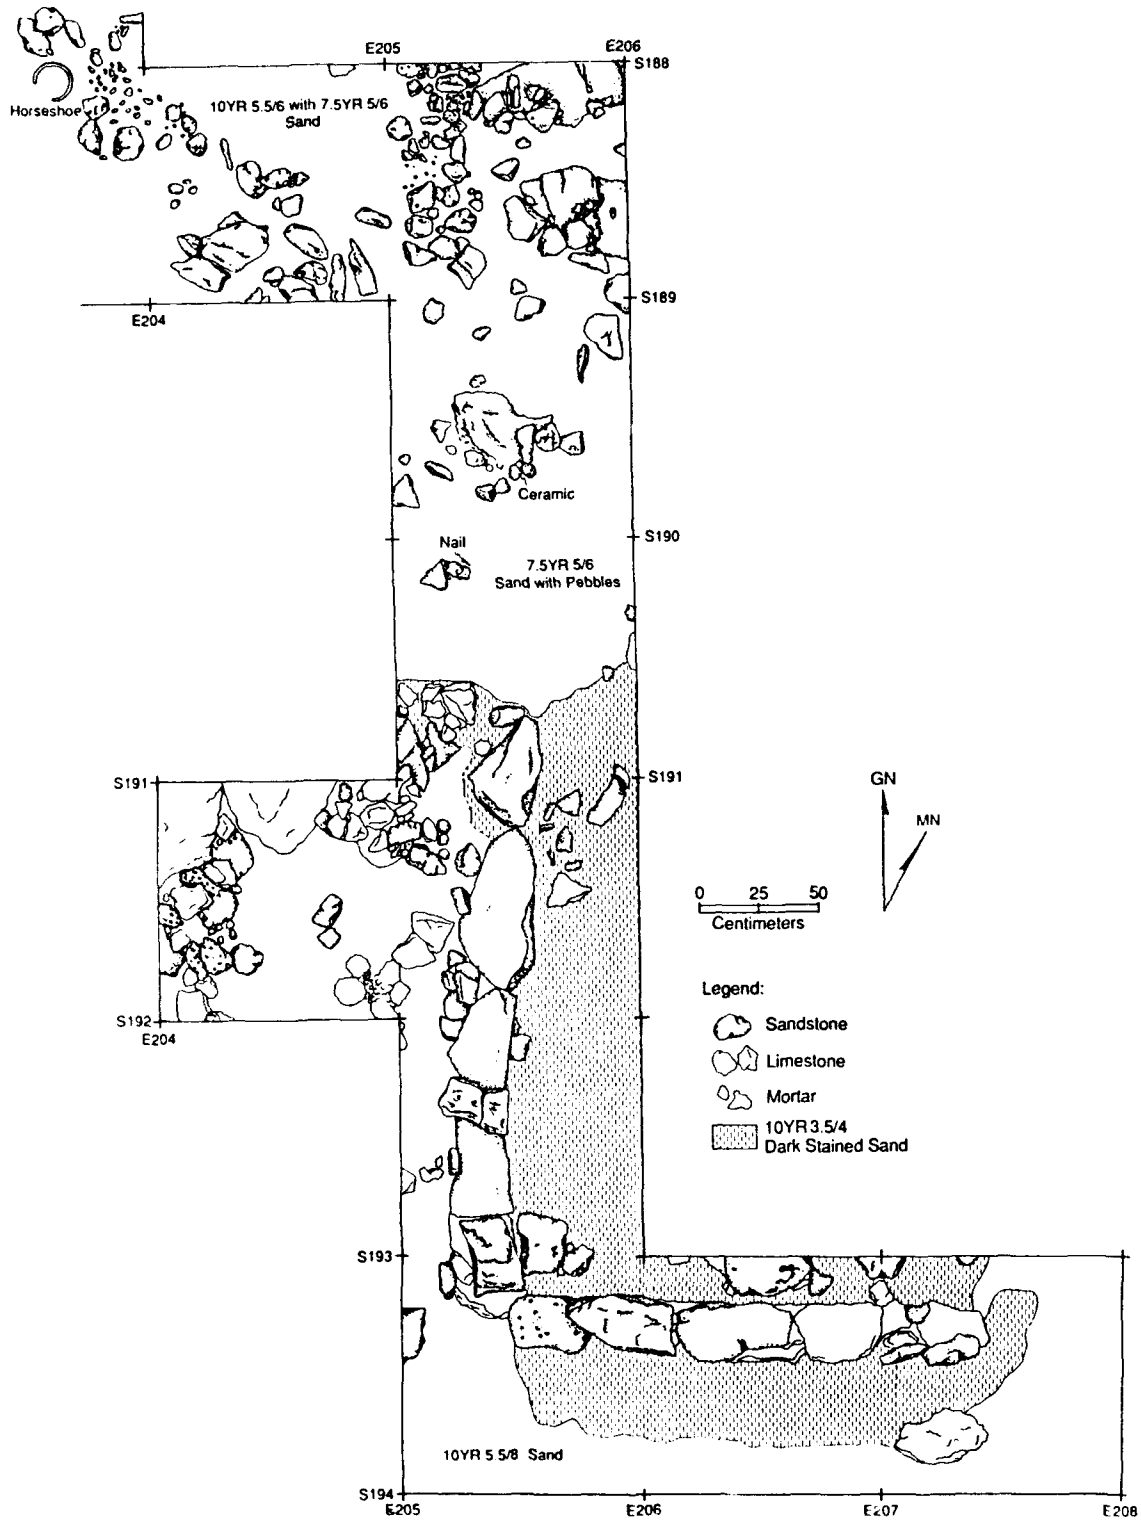 E205
E206
S188
Horseshoe
10YR 5.5/6 with 7.5YR 5/6
Sand
S189
E204
Ceramic
S190
Nail
7.5YR 5/6
Sand with Pebbles
S191
S191
GN
MN
0 25 50
Centimeters
Legend:
Sandstone
Limestone
Mortar
10YR 3.5/4
Dark Stained Sand
S192
E204
S193
10YR 5.5/8 Sand
S194
E205
E206
E207
E208